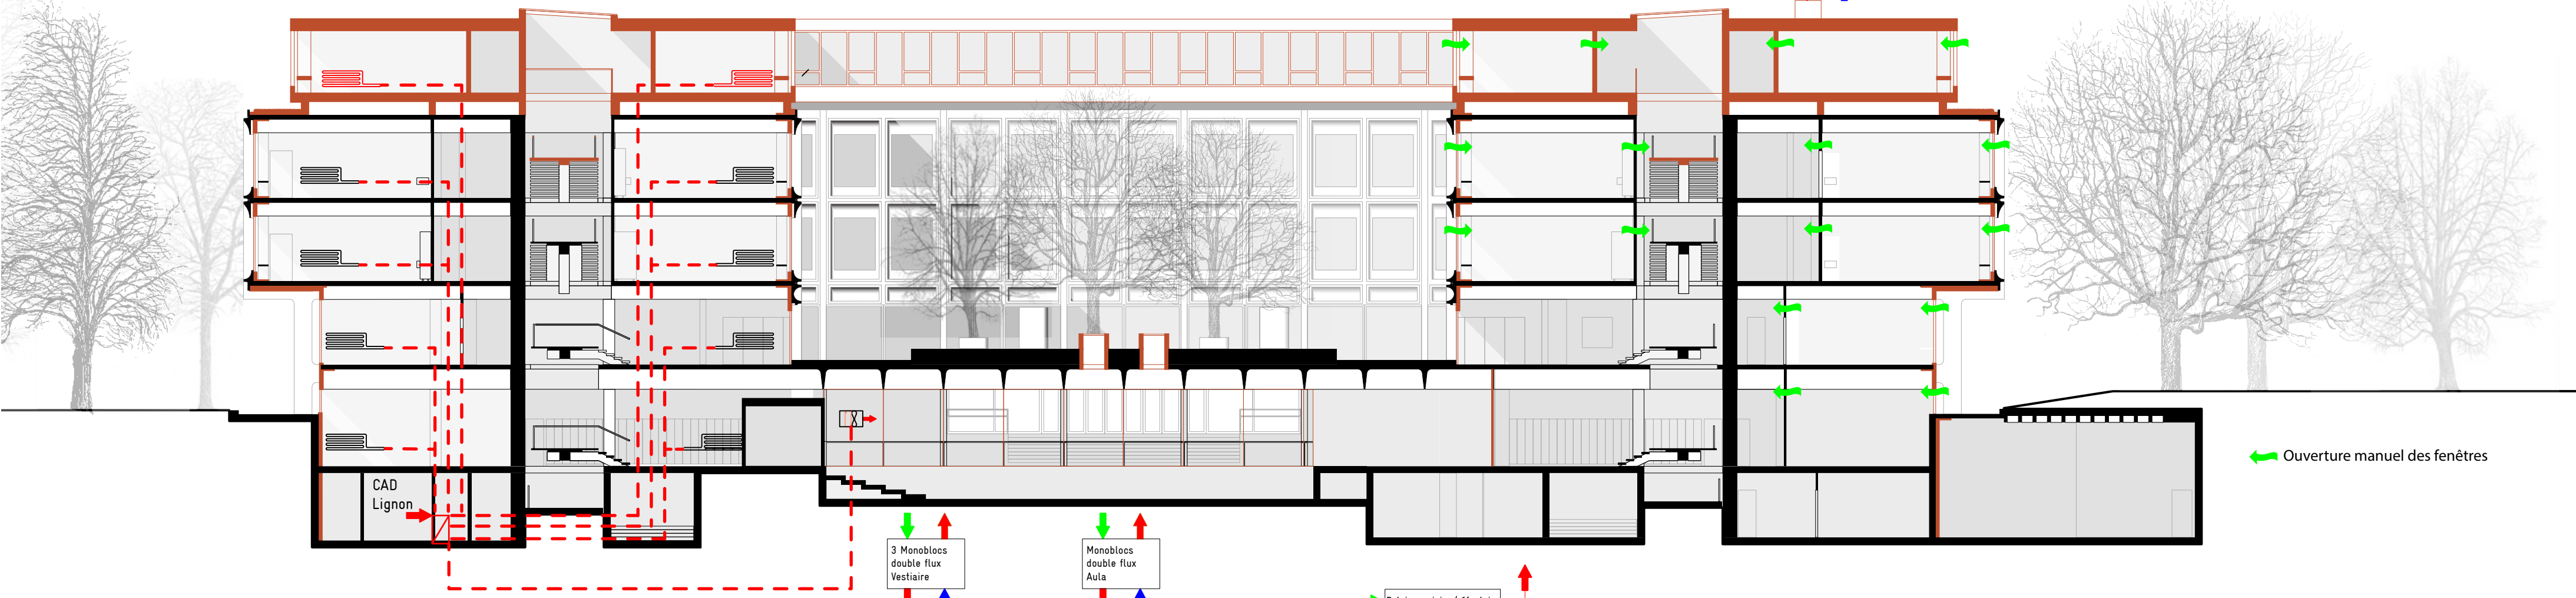 CAD
Lignon
Ouverture manuel des fenêtres
3 Monoblocs
double flux
Vestiaire
Monoblocs
double flux
Aula